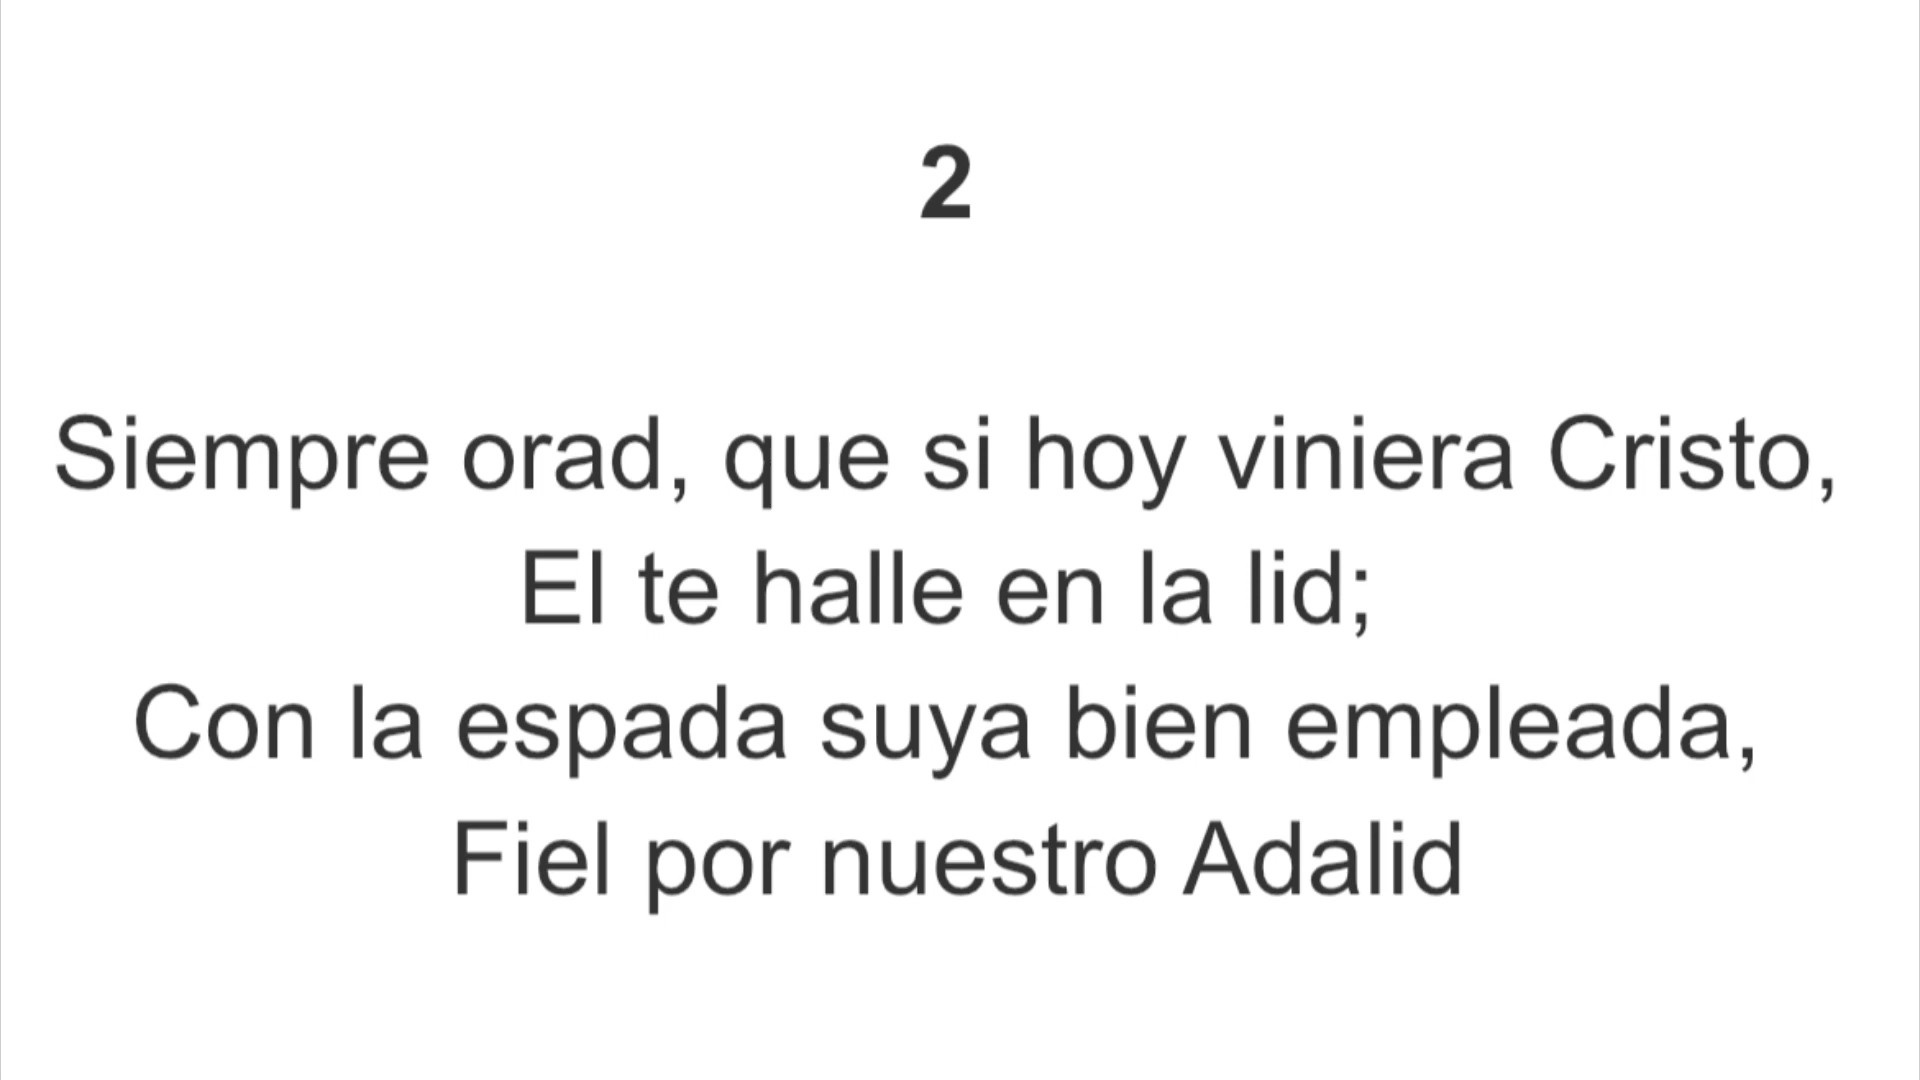 2
Siempre orad, que si hoy viniera Cristo,
El te halle en la lid;
Con la espada suya bien empleada,
Fiel por nuestro Adalid